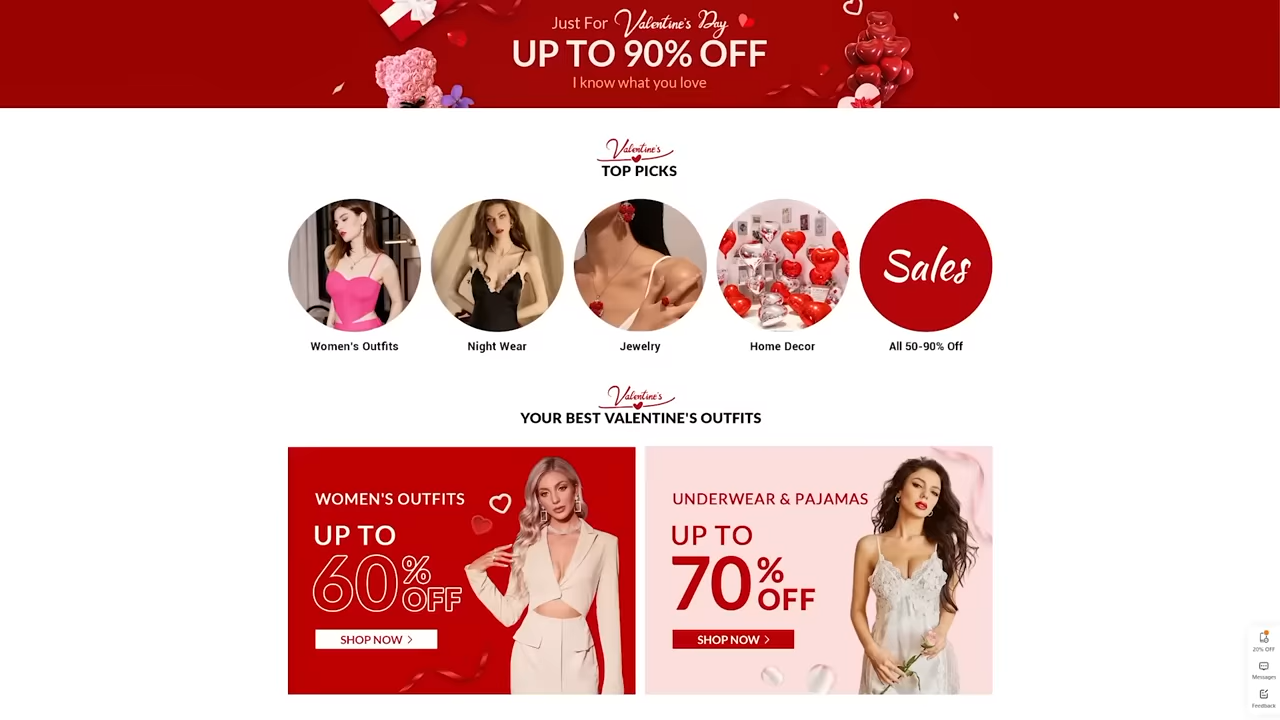 Just For Valentine's Day
UP TO 90% OFF
I know what you love
Valentine's
TOP PICKS
Sales
Women's Outfits
Night Wear
Jewelry
Home Decor
All 50-90% Off
Valentine's
YOUR BEST VALENTINE'S OUTFITS
WOMEN'S OUTFITS
UP TO
60% OFF
SHOP NOW >
UNDERWEAR & PAJAMAS
UP TO
70% OFF
SHOP NOW >
20% OFF
Messages
Feedback